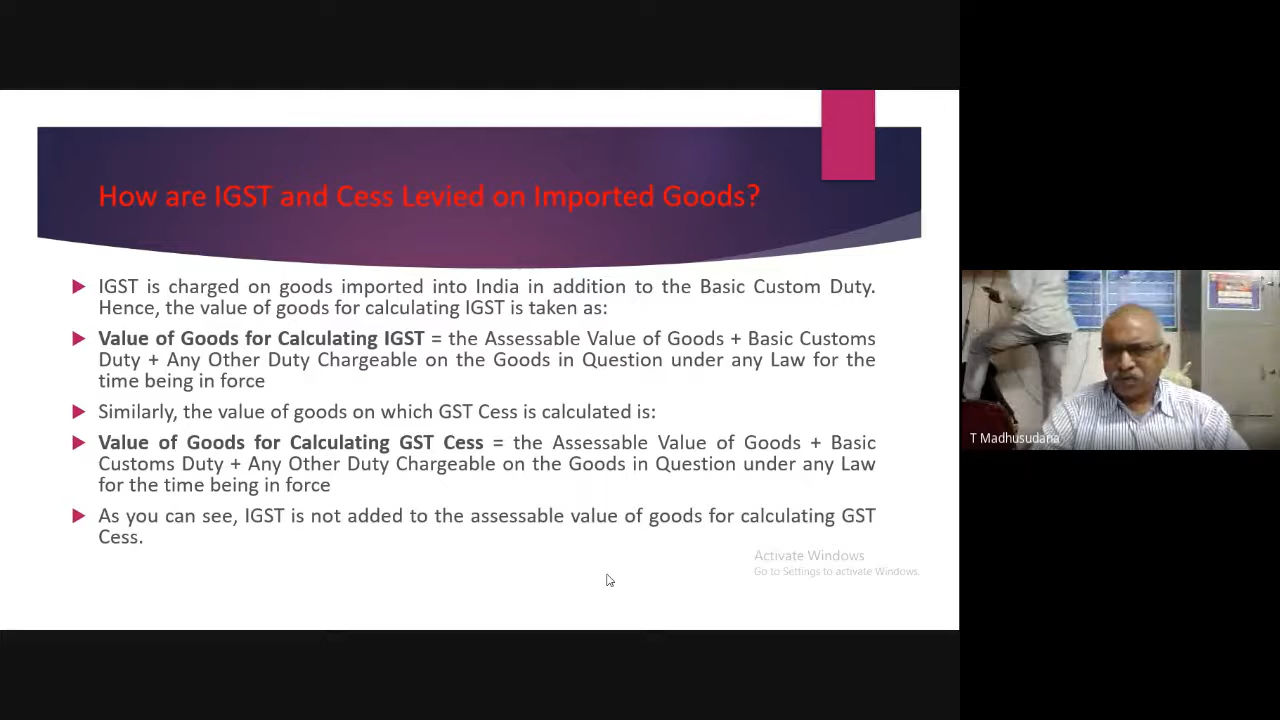 How are IGST and Cess Levied on Imported Goods?
IGST is charged on goods imported into India in addition to the Basic Custom Duty.
Hence, the value of goods for calculating IGST is taken as:
Value of Goods for Calculating IGST = the Assessable Value of Goods + Basic Customs
Duty + Any Other Duty Chargeable on the Goods in Question under any Law for the
time being in force
Similarly, the value of goods on which GST Cess is calculated is:
Value of Goods for Calculating GST Cess = the Assessable Value of Goods + Basic
Customs Duty + Any Other Duty Chargeable on the Goods in Question under any Law
for the time being in force
As you can see, IGST is not added to the assessable value of goods for calculating GST
Cess.
Activate Windows
Go to Settings to activate Windows.
T Madhusudana